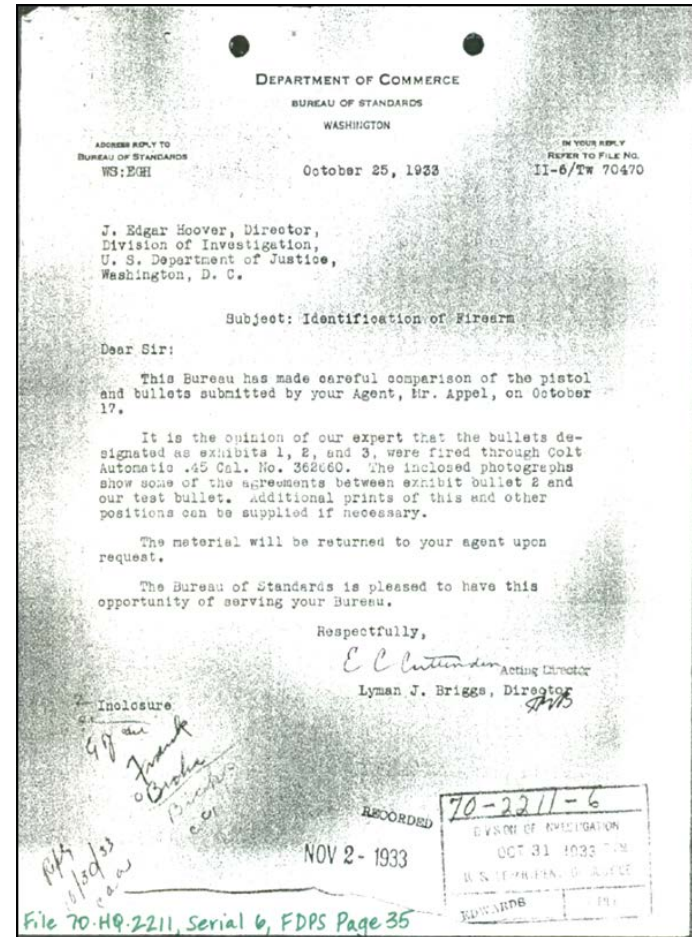 DEPARTMENT OF COMMERCE
BUREAU OF STANDARDS
WASHINGTON
ADDRESS REPLY TO
BUREAU OF STANDARDS
WS:EGH
October 25, 1933
IN YOUR REPLY
REFER TO FILE NO.
II-6/TW 70470
J. Edgar Hoover, Director,
Division of Investigation,
U. S. Department of Justice,
Washington, D. C.
Subject: Identification of Firearm
Dear Sir:
This Bureau has made careful comparison of the pistol
and bullets submitted by your Agent, Mr. Appel, on October
17.
It is the opinion of our expert that the bullets de-
signated as exhibits 1, 2, and 3, were fired through Colt
Automatic .45 Cal. No. 362660. The inclosed photographs
show some of the agreements between exhibit bullet 2 and
our test bullet. Additional prints of this and other
positions can be supplied if necessary.
The material will be returned to your agent upon
request.
The Bureau of Standards is pleased to have this
opportunity of serving your Bureau.
Respectfully,
E C Crittenden Acting Director
Lyman J. Briggs, Director
Inclosure
Frank
RECORDED
NOV 2 - 1933
70-2211-6
DIVISION OF INVESTIGATION
OCT 31 1933
U. S. DEPARTMENT OF JUSTICE
EDWARDS
FILE
10/30/33
File 70-HQ-2211, Serial 6, FDPS Page 35